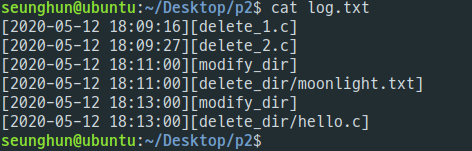 seunghun@ubuntu:~/Desktop/p2$ cat log.txt
[2020-05-12 18:09:16][delete_1.c]
[2020-05-12 18:09:27][delete_2.c]
[2020-05-12 18:11:00][modify_dir]
[2020-05-12 18:11:00][delete_dir/moonlight.txt]
[2020-05-12 18:13:00][modify_dir]
[2020-05-12 18:13:00][delete_dir/hello.c]
seunghun@ubuntu:~/Desktop/p2$